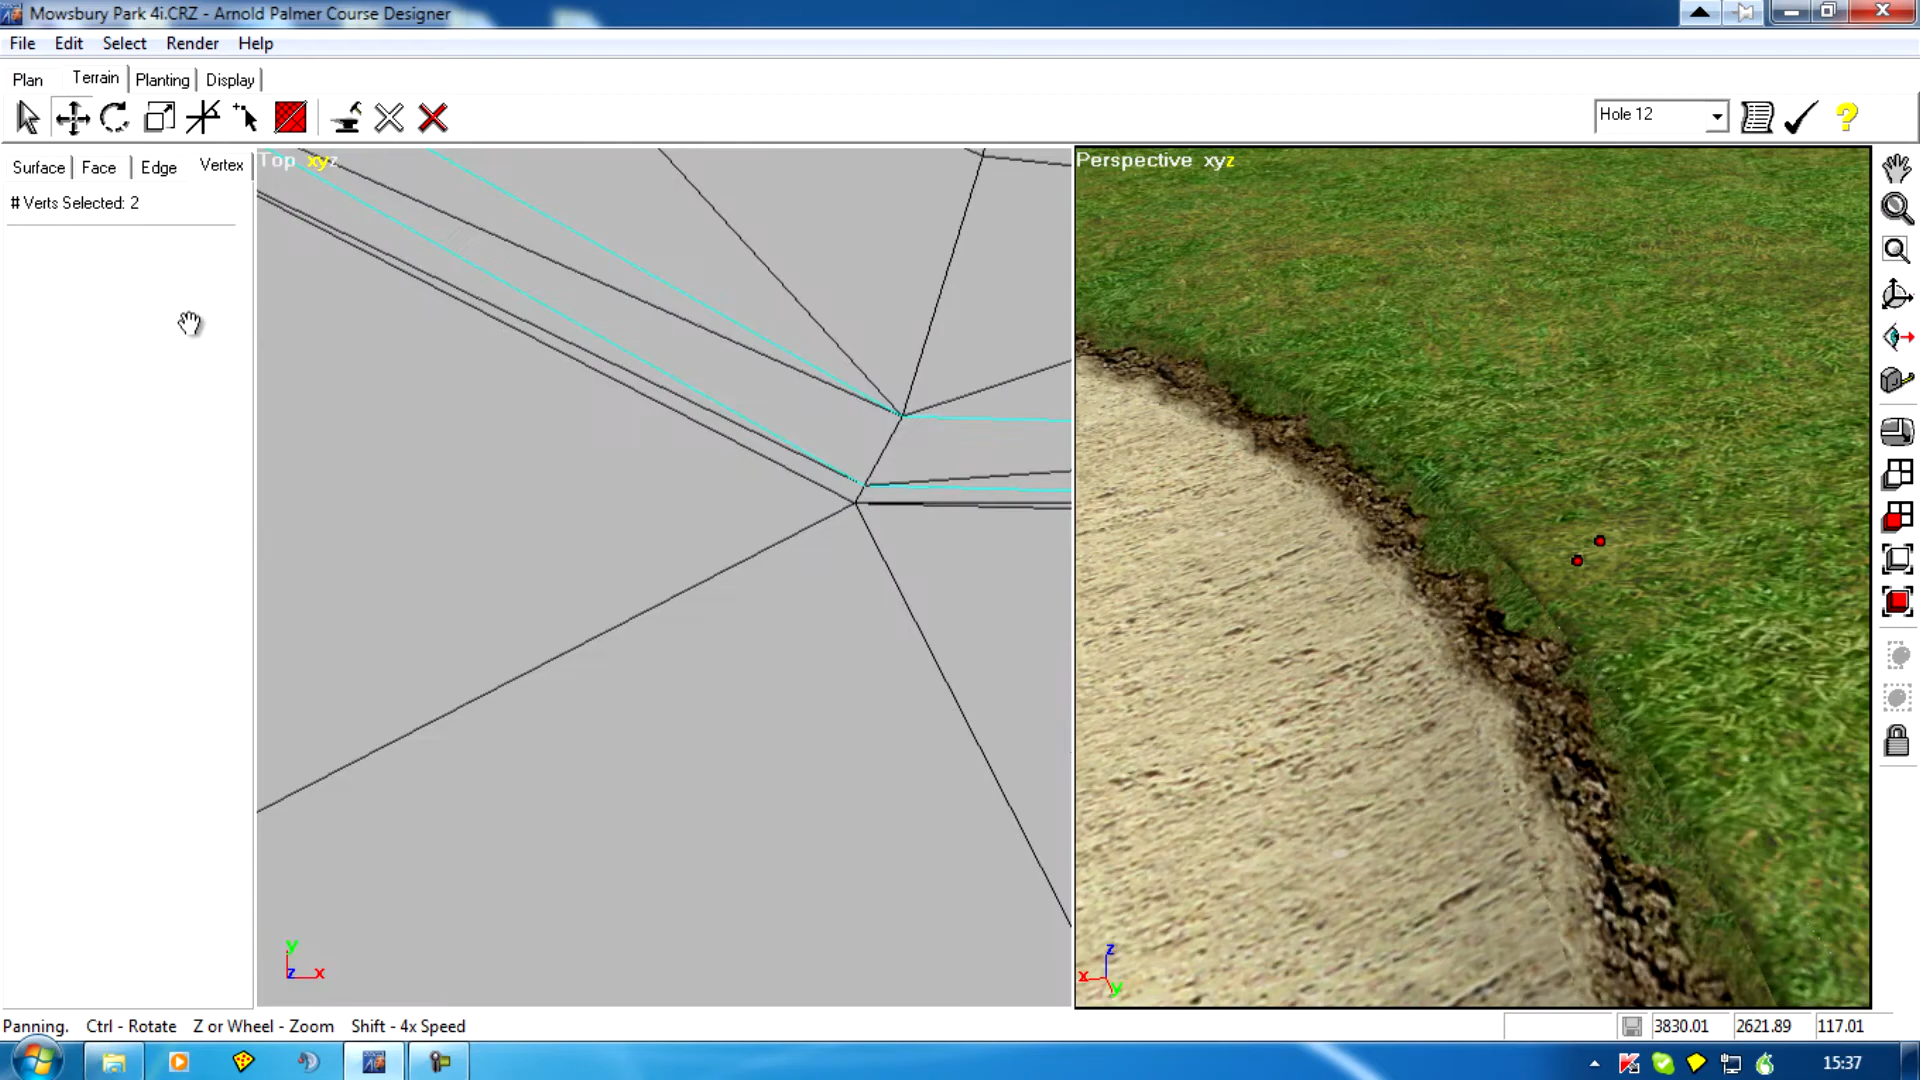 Mowsbury Park 4i.CRZ - Arnold Palmer Course Designer
File Edit Select Render Help
Plan Terrain Planting Display
Hole 12
Surface Face Edge Vertex
# Verts Selected: 2
Top xyz
Perspective xyz
y
z x
z
x
y
Panning. Ctrl - Rotate Z or Wheel - Zoom Shift - 4x Speed
3830.01 2621.89 117.01
15:37